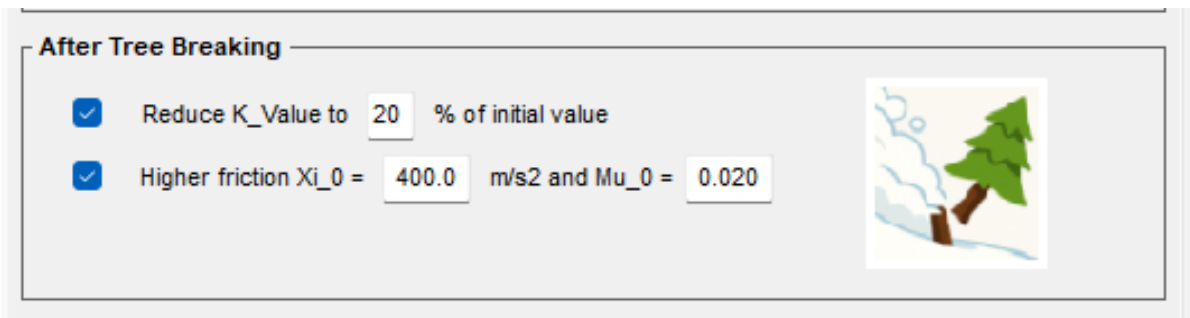 After Tree Breaking
Reduce K_Value to 20 % of initial value
Higher friction Xi_0 = 400.0 m/s2 and Mu_0 = 0.020